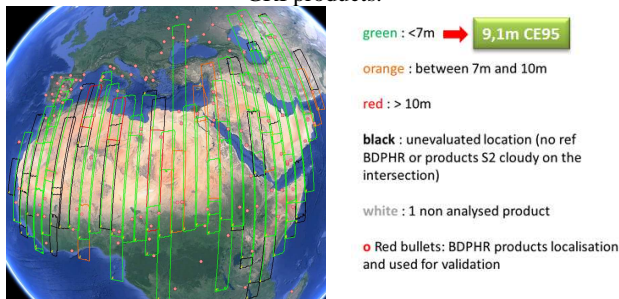 GRI products.
green : <7m
9,1m CE95
orange : between 7m and 10m
red : > 10m
black : unevaluated location (no ref
BDPHR or products S2 cloudy on the
intersection)
white : 1 non analysed product
o Red bullets: BDPHR products localisation
and used for validation